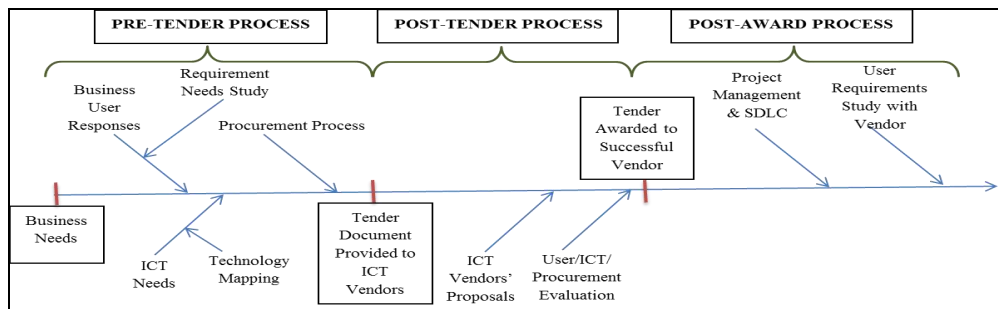 PRE-TENDER PROCESS
POST-TENDER PROCESS
POST-AWARD PROCESS
Business
User
Responses
Requirement
Needs Study
Procurement Process
Tender
Awarded to
Successful
Vendor
Project
Management
& SDLC
User
Requirements
Study with
Vendor
Business
Needs
ICT
Needs
Technology
Mapping
Tender
Document
Provided to
ICT
Vendors
ICT
Vendors’
Proposals
User/ICT/
Procurement
Evaluation